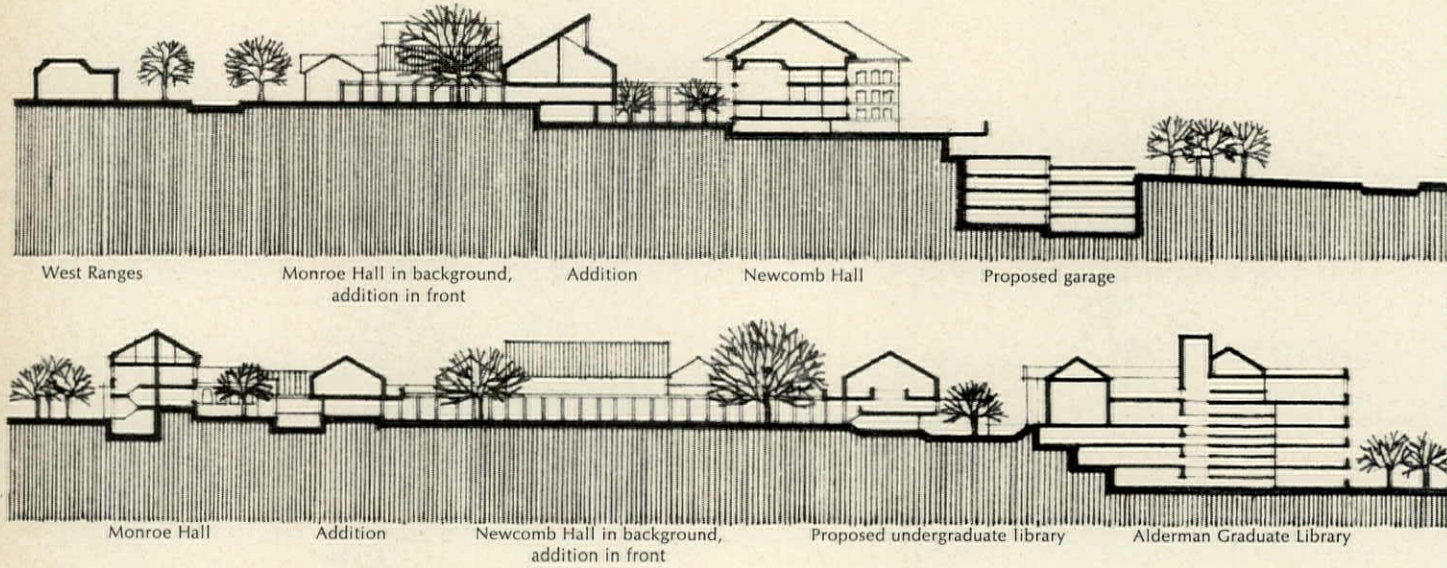 West Ranges
Monroe Hall in background,
addition in front
Addition
Newcomb Hall
Proposed garage
Monroe Hall
Addition
Newcomb Hall in background,
addition in front
Proposed undergraduate library
Alderman Graduate Library